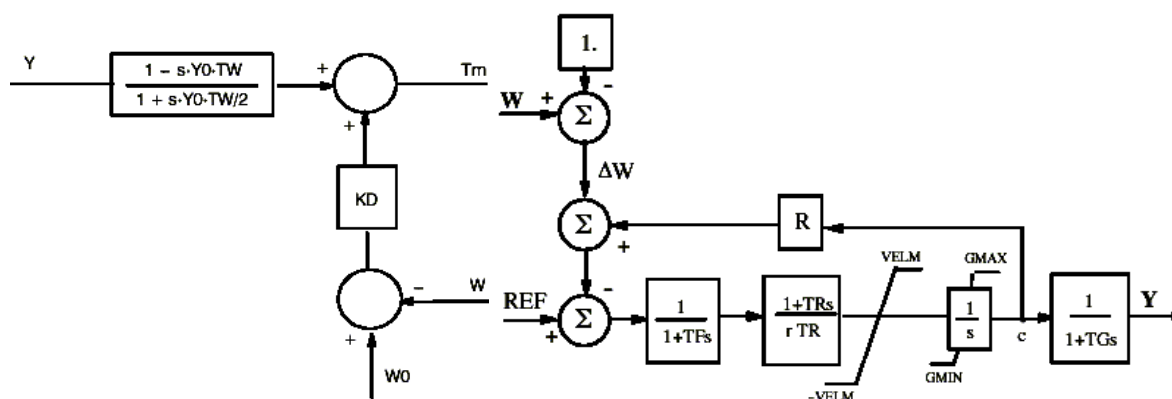 Y
1 – s·Y0·TW
1 + s·Y0·TW/2
+
+
Tm
KD
–
W
+
W0
1.
–
W
+
Σ
ΔW
Σ
+
R
REF
–
+
Σ
1
1+TFs
1+TRs
r TR
VELM
–VELM
GMAX
1
s
GMIN
c
1
1+TGs
Y